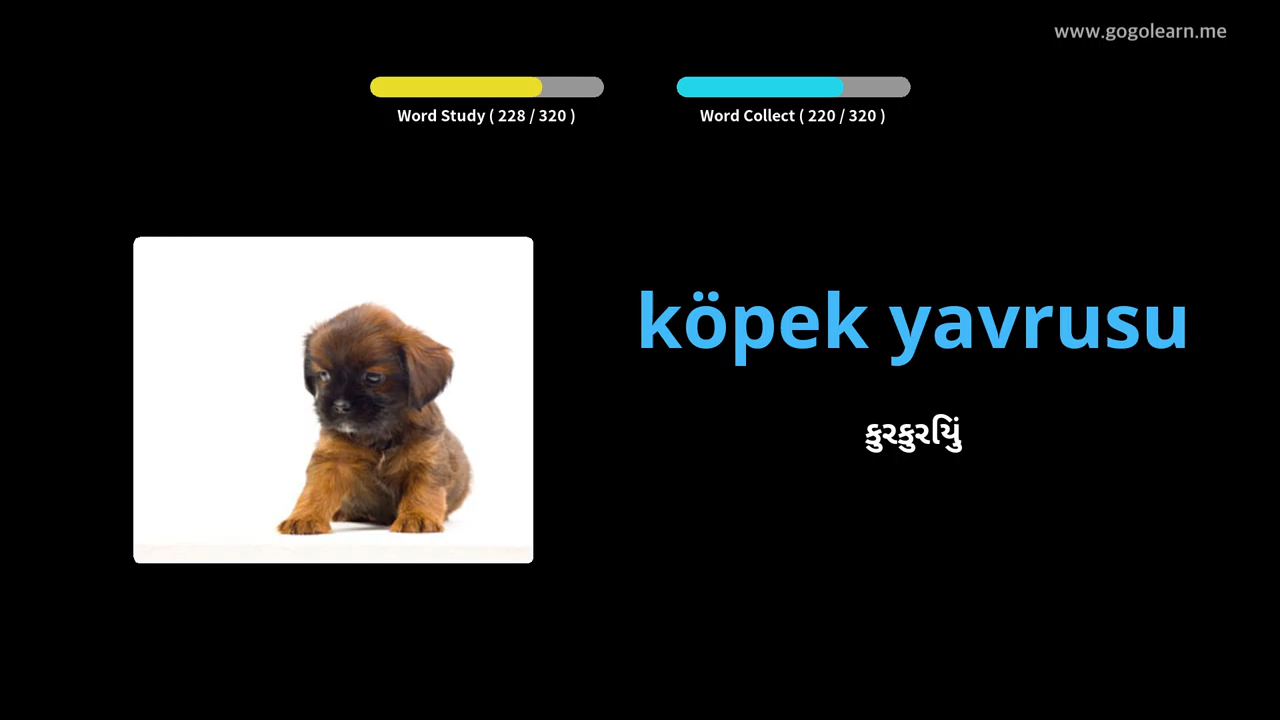 www.gogolearn.me
Word Study ( 228 / 320 )
Word Collect ( 220 / 320 )
köpek yavrusu
કુરકુરિયું